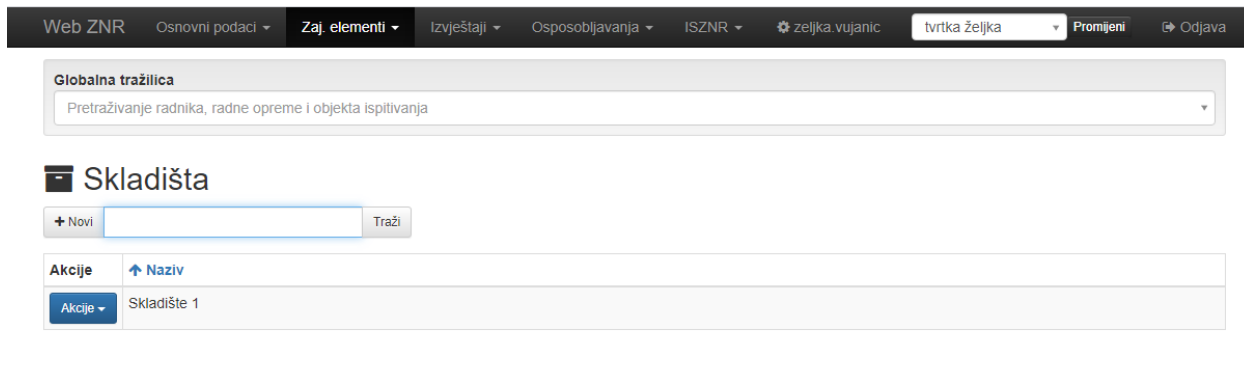 Web ZNR Osnovni podaci Zaj. elementi Izvještaji Osposobljavanja ISZNR zeljka.vujanic tvrtka željka Promijeni Odjava
Globalna tražilica
Pretraživanje radnika, radne opreme i objekta ispitivanja
Skladišta
+ Novi Traži
Akcije Naziv
Akcije Skladište 1